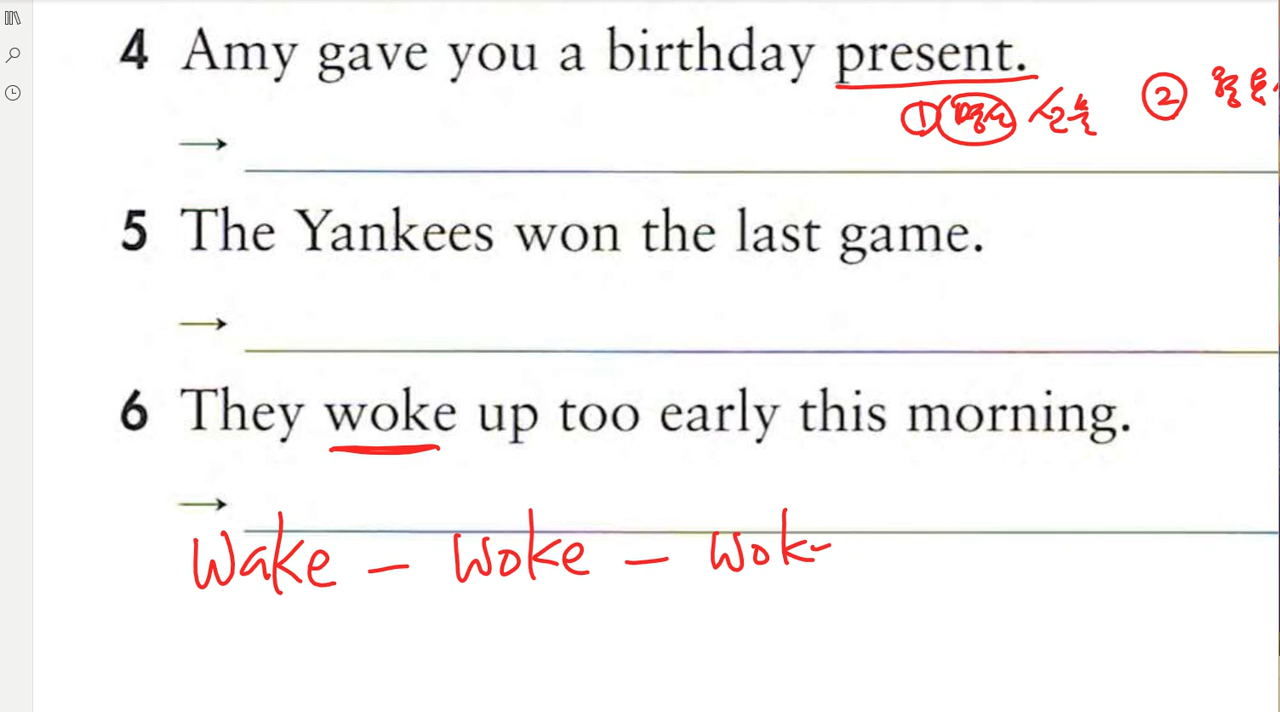 4 Amy gave you a birthday present.
① 명사 선물 ②
→
5 The Yankees won the last game.
→
6 They woke up too early this morning.
→
Wake – woke – wok